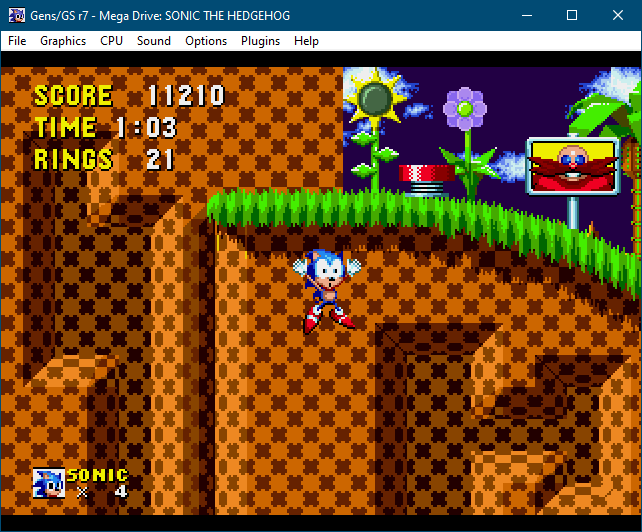 Gens/GS r7 - Mega Drive: SONIC THE HEDGEHOG
File Graphics CPU Sound Options Plugins Help
SCORE 11210
TIME 1:03
RINGS 21
SONIC
× 4